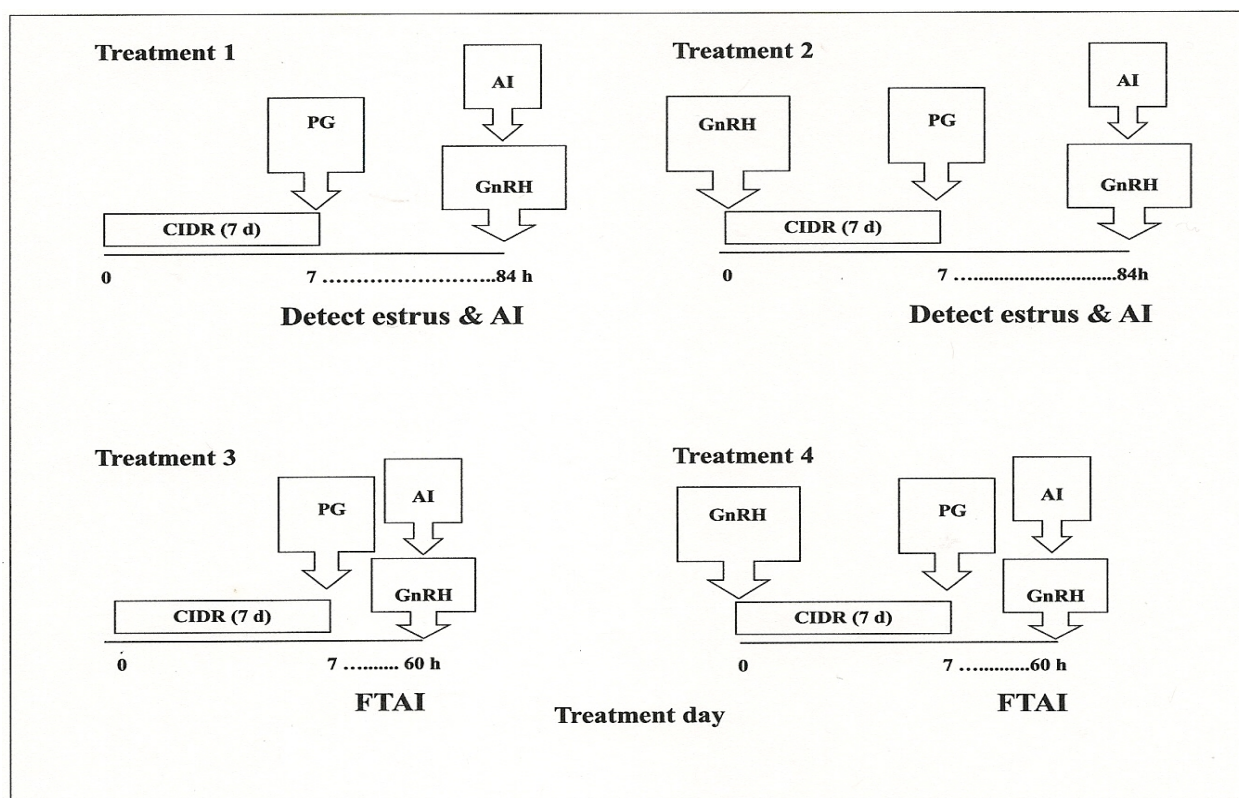 Treatment 1
AI
PG
GnRH
CIDR (7 d)
0 7 ..........................84 h
Detect estrus & AI
Treatment 2
AI
GnRH
PG
GnRH
CIDR (7 d)
0 7 ..............................84h
Detect estrus & AI
Treatment 3
AI
PG
GnRH
CIDR (7 d)
0 7 .......... 60 h
FTAI
Treatment 4
AI
GnRH
PG
GnRH
CIDR (7 d)
0 7 .............60 h
FTAI
Treatment day